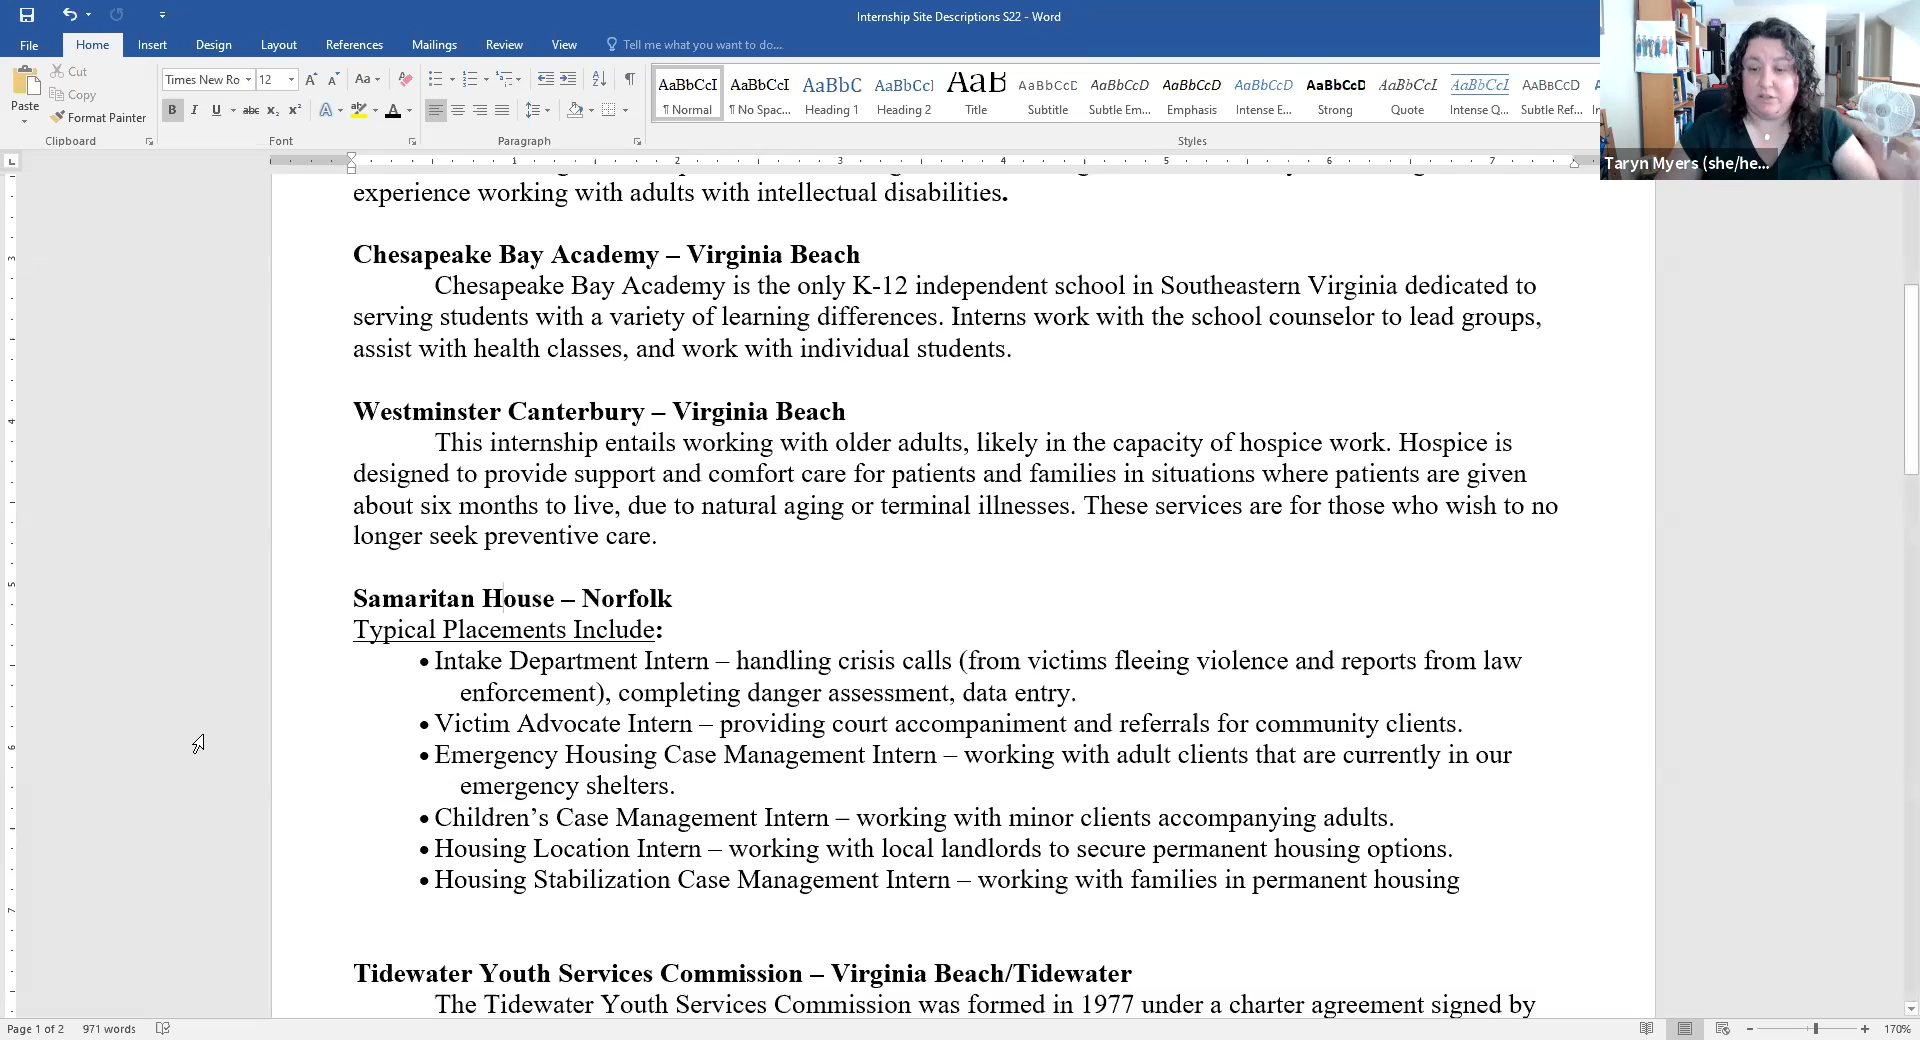 Internship Site Descriptions S22 - Word
File Home Insert Design Layout References Mailings Review View Tell me what you want to do...
Cut
Copy
Paste
Format Painter
Clipboard
Times New Ro 12
Font
Paragraph
AaBbCcI AaBbCcI AaBbC AaBbCcI AaB AaBbCcD AaBbCcD AaBbCcD AaBbCcD AaBbCcD AaBbCcI AaBbCcI AaBbCcD
¶ Normal ¶ No Spac... Heading 1 Heading 2 Title Subtitle Subtle Em... Emphasis Intense E... Strong Quote Intense Q... Subtle Ref...
Styles
Taryn Myers (she/he...
1 2 3 4 5 6 7
experience working with adults with intellectual disabilities.
Chesapeake Bay Academy – Virginia Beach
Chesapeake Bay Academy is the only K-12 independent school in Southeastern Virginia dedicated to
serving students with a variety of learning differences. Interns work with the school counselor to lead groups,
assist with health classes, and work with individual students.
Westminster Canterbury – Virginia Beach
This internship entails working with older adults, likely in the capacity of hospice work. Hospice is
designed to provide support and comfort care for patients and families in situations where patients are given
about six months to live, due to natural aging or terminal illnesses. These services are for those who wish to no
longer seek preventive care.
Samaritan House – Norfolk
Typical Placements Include:
• Intake Department Intern – handling crisis calls (from victims fleeing violence and reports from law
enforcement), completing danger assessment, data entry.
• Victim Advocate Intern – providing court accompaniment and referrals for community clients.
• Emergency Housing Case Management Intern – working with adult clients that are currently in our
emergency shelters.
• Children’s Case Management Intern – working with minor clients accompanying adults.
• Housing Location Intern – working with local landlords to secure permanent housing options.
• Housing Stabilization Case Management Intern – working with families in permanent housing
Tidewater Youth Services Commission – Virginia Beach/Tidewater
The Tidewater Youth Services Commission was formed in 1977 under a charter agreement signed by
Page 1 of 2 971 words
170%